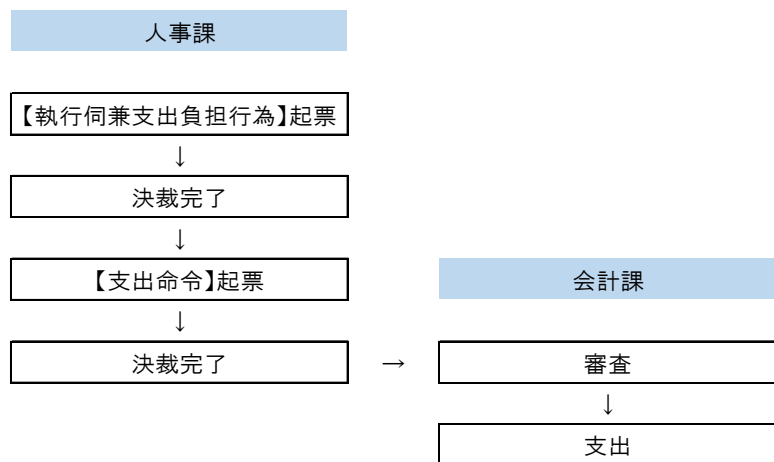 人事課
【執行伺兼支出負担行為】起票
↓
決裁完了
↓
【支出命令】起票
会計課
↓
決裁完了
→
審査
↓
支出